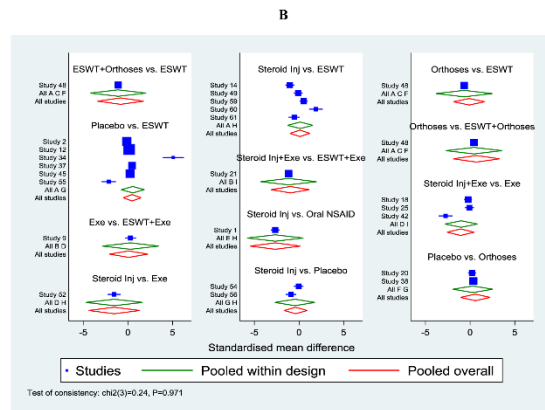 B
ESWT+Orthoses vs. ESWT
Study 48
All A C F
All studies
Placebo vs. ESWT
Study 2
Study 12
Study 34
Study 37
Study 45
Study 55
All A G
All studies
Exe vs. ESWT+Exe
Study 9
All B D
All studies
Steroid Inj vs. Exe
Study 52
All D H
All studies
-5 0 5
Steroid Inj vs. ESWT
Study 14
Study 49
Study 59
Study 60
Study 61
All A H
All studies
Steroid Inj+Exe vs. ESWT+Exe
Study 21
All B I
All studies
Steroid Inj vs. Oral NSAID
Study 1
All E H
All studies
Steroid Inj vs. Placebo
Study 54
Study 56
All G H
All studies
-5 0 5
Orthoses vs. ESWT
Study 48
All A C F
All studies
Orthoses vs. ESWT+Orthoses
Study 48
All A C F
All studies
Steroid Inj+Exe vs. Exe
Study 18
Study 25
Study 42
All D I
All studies
Placebo vs. Orthoses
Study 20
Study 38
All F G
All studies
-5 0 5
Standardised mean difference
Studies Pooled within design Pooled overall
Test of consistency: chi2(3)=0.24, P=0.971